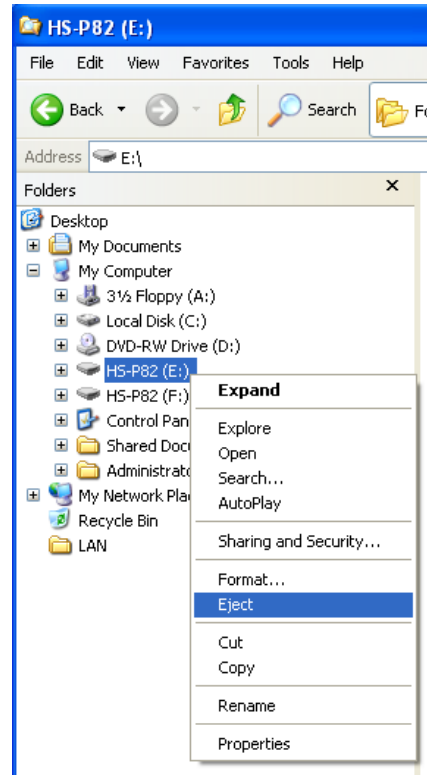 HS-P82 (E:)
File Edit View Favorites Tools Help
Back Search
Address E:\
Folders x
Desktop
My Documents
My Computer
3½ Floppy (A:)
Local Disk (C:)
DVD-RW Drive (D:)
HS-P82 (E:)
HS-P82 (F:)
Control Pan
Shared Doc
Administrato
My Network Pla
Recycle Bin
LAN
Expand
Explore
Open
Search...
AutoPlay
Sharing and Security...
Format...
Eject
Cut
Copy
Rename
Properties